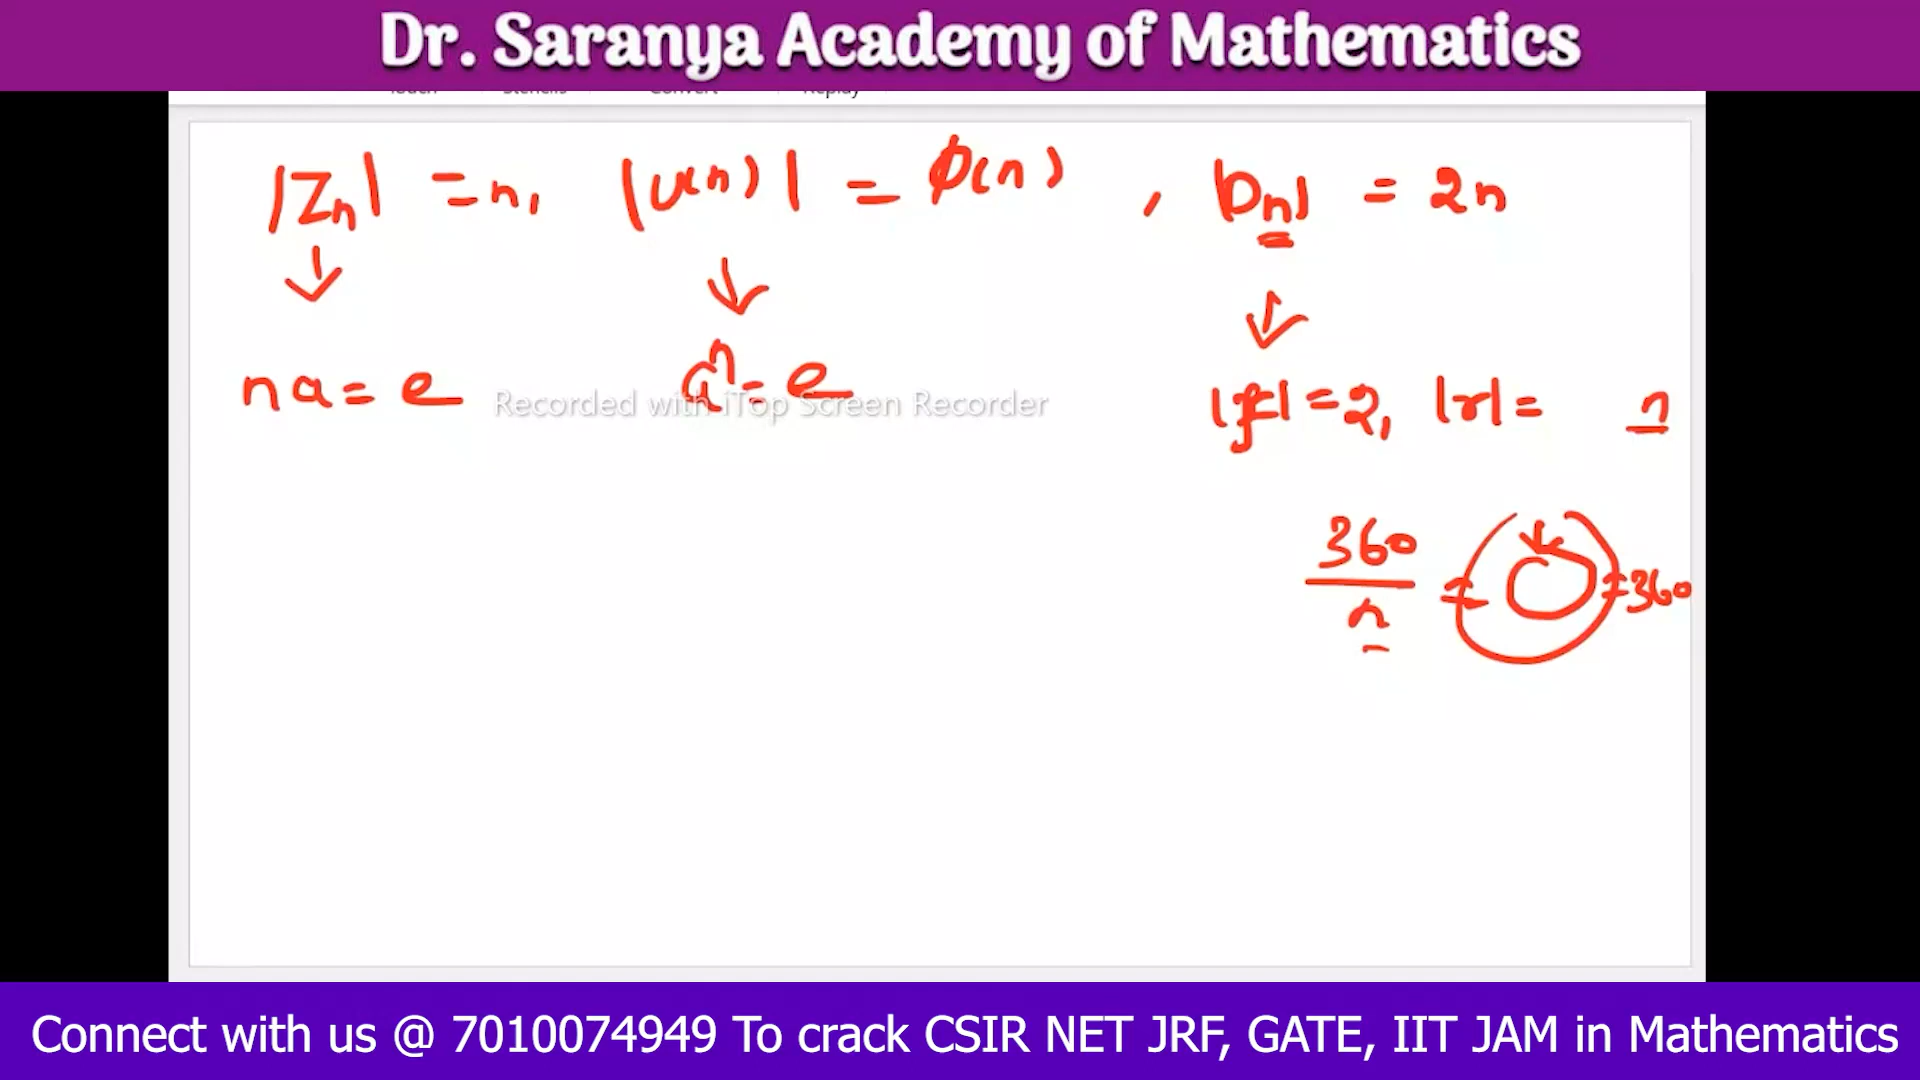 Dr. Saranya Academy of Mathematics
|Zn| = n, |U(n)| = φ(n) , |Dn| = 2n
na = e aⁿ = e |f| = 2, |r| = n
Recorded with iTop Screen Recorder
360/n = = 360
Connect with us @ 7010074949 To crack CSIR NET JRF, GATE, IIT JAM in Mathematics